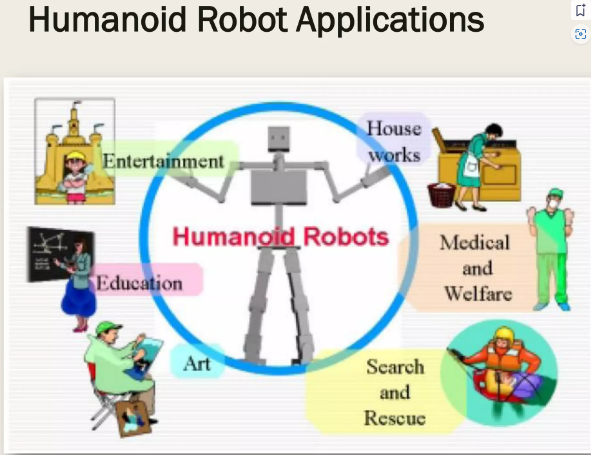 Humanoid Robot Applications
Entertainment
House
works
Humanoid Robots
Medical
and
Welfare
Education
Art
Search
and
Rescue